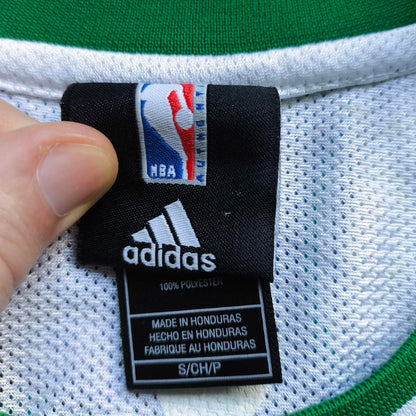 NBA
AUTHENTIC
adidas
100% POLYESTER
MADE IN HONDURAS
HECHO EN HONDURAS
FABRIQUE AU HONDURAS
S/CH/P